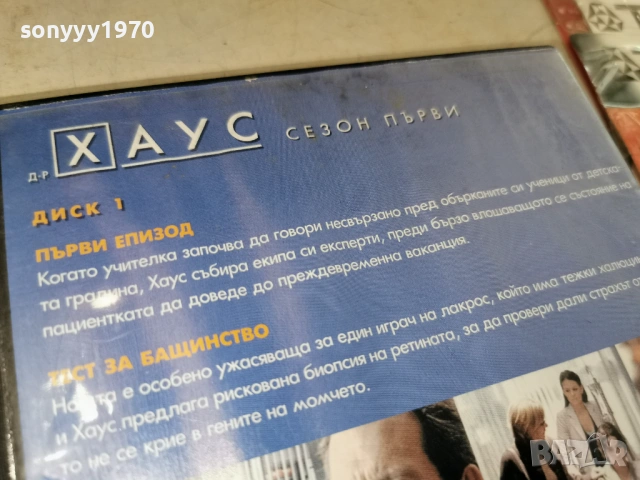 sonyyy1970
Д-Р ХАУС СЕЗОН ПЪРВИ
ДИСК 1
ПЪРВИ ЕПИЗОД
Когато учителка започва да говори несвързано пред обърканите си ученици от детска-
та градина, Хаус събира екипа си експерти, преди бързо влошаващото се състояние на
пациентката да доведе до преждевременна ваканция.
ТЕСТ ЗА БАЩИНСТВО
Нощта е особено ужасяваща за един играч на лакрос, който има тежки халюцин
и Хаус предлага рискована биопсия на ретината, за да провери дали страхът
то не се крие в гените на момчето.
BAZAR